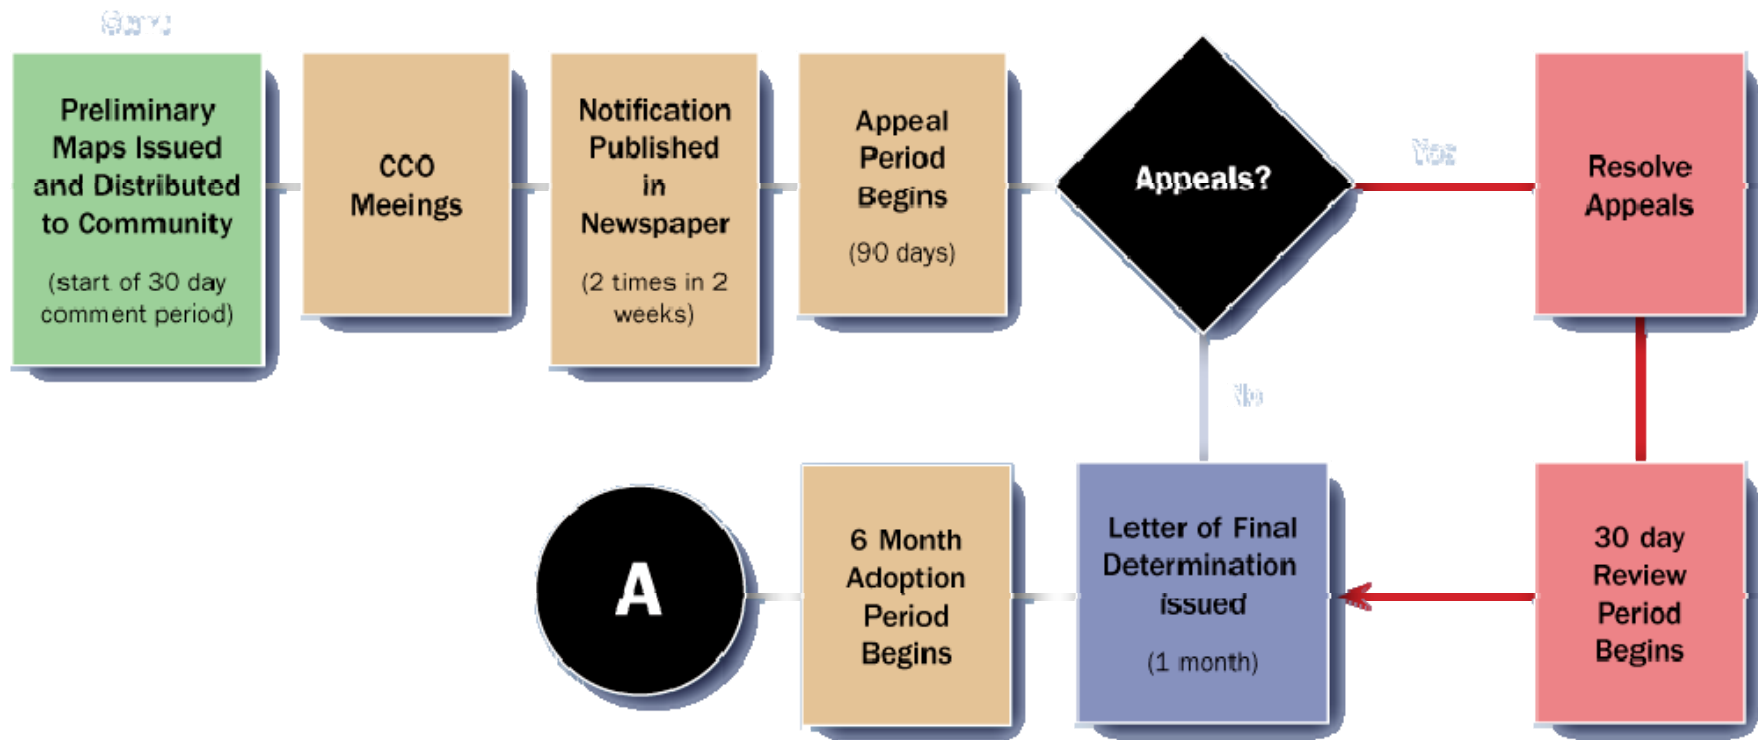 Preliminary
Maps Issued
and Distributed
to Community
(start of 30 day
comment period)
CCO
Meeings
Notification
Published
in
Newspaper
(2 times in 2
weeks)
Appeal
Period
Begins
(90 days)
Appeals?
Yes
Resolve
Appeals
No
A
6 Month
Adoption
Period
Begins
Letter of Final
Determination
issued
(1 month)
30 day
Review
Period
Begins